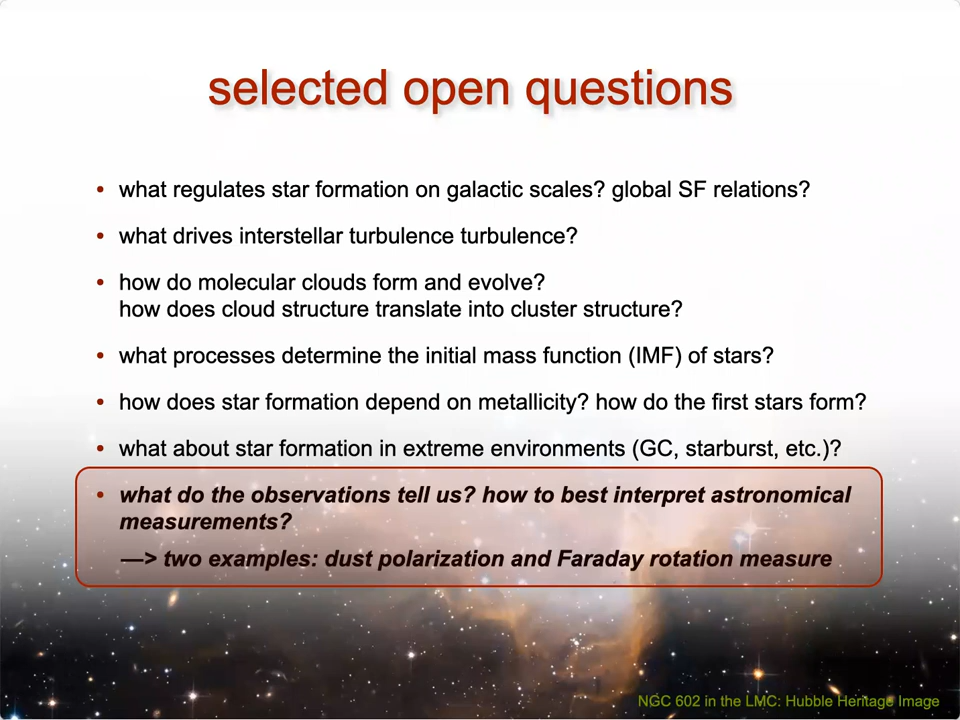 selected open questions
• what regulates star formation on galactic scales? global SF relations?
• what drives interstellar turbulence turbulence?
• how do molecular clouds form and evolve?
how does cloud structure translate into cluster structure?
• what processes determine the initial mass function (IMF) of stars?
• how does star formation depend on metallicity? how do the first stars form?
• what about star formation in extreme environments (GC, starburst, etc.)?
• what do the observations tell us? how to best interpret astronomical
measurements?
—> two examples: dust polarization and Faraday rotation measure
NGC 602 in the LMC: Hubble Heritage Image